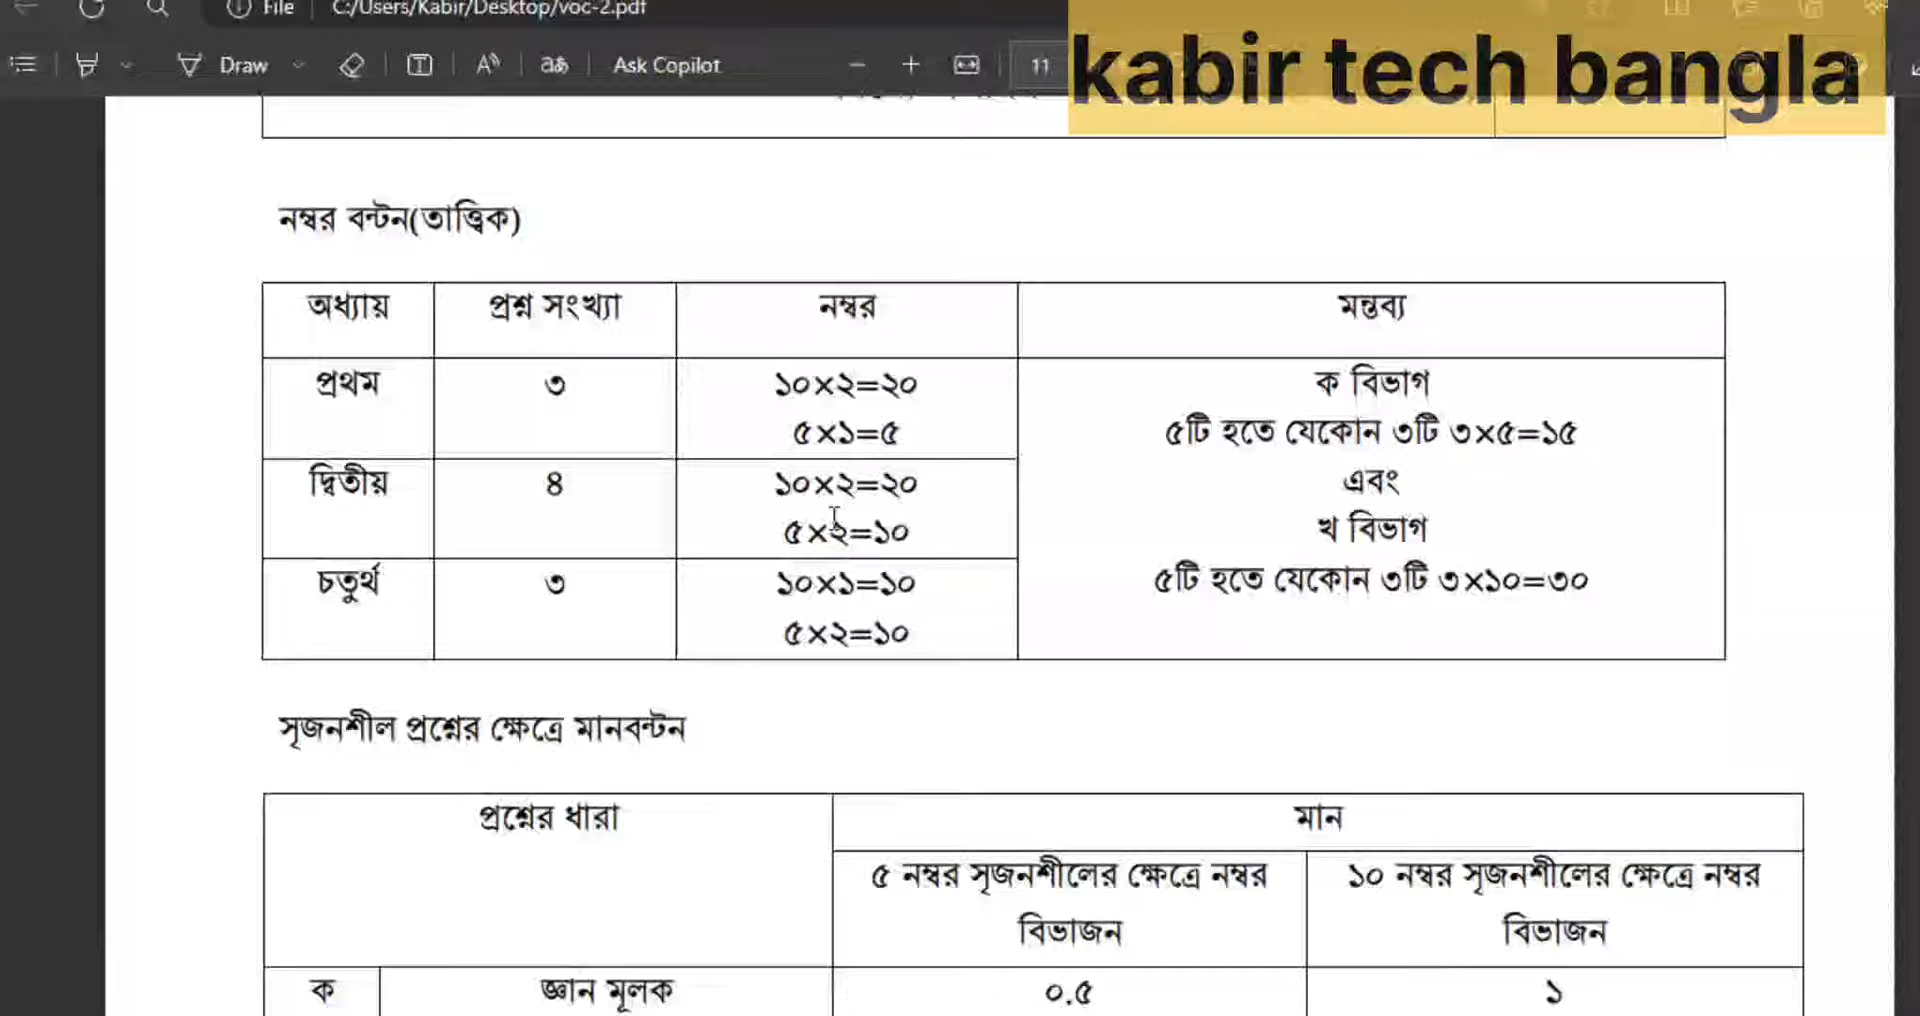 File C:/Users/Kabir/Desktop/voc-2.pdf
Draw Ask Copilot 11
kabir tech bangla
নম্বর বন্টন(তাত্ত্বিক)
অধ্যায় প্রশ্ন সংখ্যা নম্বর মন্তব্য
প্রথম ৩ ১০×২=২০ ক বিভাগ
৫×১=৫ ৫টি হতে যেকোন ৩টি ৩×৫=১৫
দ্বিতীয় ৪ ১০×২=২০ এবং
৫×২=১০ খ বিভাগ
চতুর্থ ৩ ১০×১=১০ ৫টি হতে যেকোন ৩টি ৩×১০=৩০
৫×২=১০
সৃজনশীল প্রশ্নের ক্ষেত্রে মানবন্টন
প্রশ্নের ধারা মান
৫ নম্বর সৃজনশীলের ক্ষেত্রে নম্বর ১০ নম্বর সৃজনশীলের ক্ষেত্রে নম্বর
বিভাজন বিভাজন
ক জ্ঞান মূলক ০.৫ ১